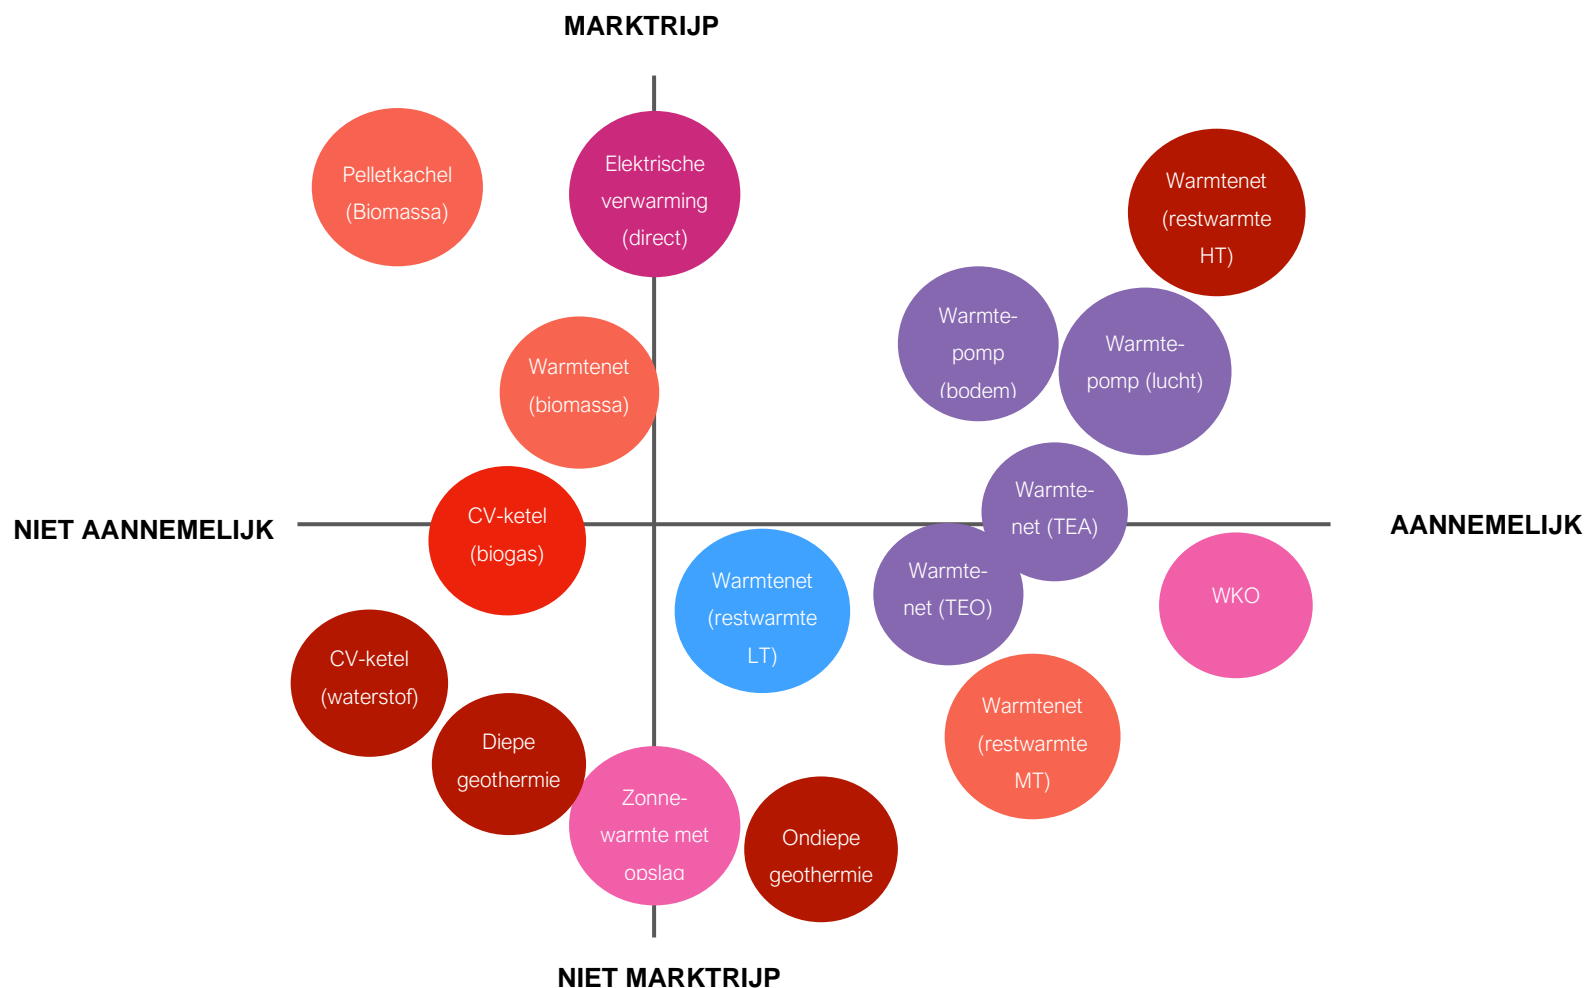 MARKTRIJP
Pelletkachel
(Biomassa)
Elektrische
verwarming
(direct)
Warmtenet
(restwarmte
HT)
Warmte-
pomp
(bodem)
Warmte-
pomp (lucht)
Warmtenet
(biomassa)
Warmte-
net (TEA)
CV-ketel
(biogas)
NIET AANNEMELIJK
AANNEMELIJK
Warmtenet
(restwarmte
LT)
Warmte-
net (TEO)
WKO
CV-ketel
(waterstof)
Diepe
geothermie
Warmtenet
(restwarmte
MT)
Zonne-
warmte met
opslag
Ondiepe
geothermie
NIET MARKTRIJP